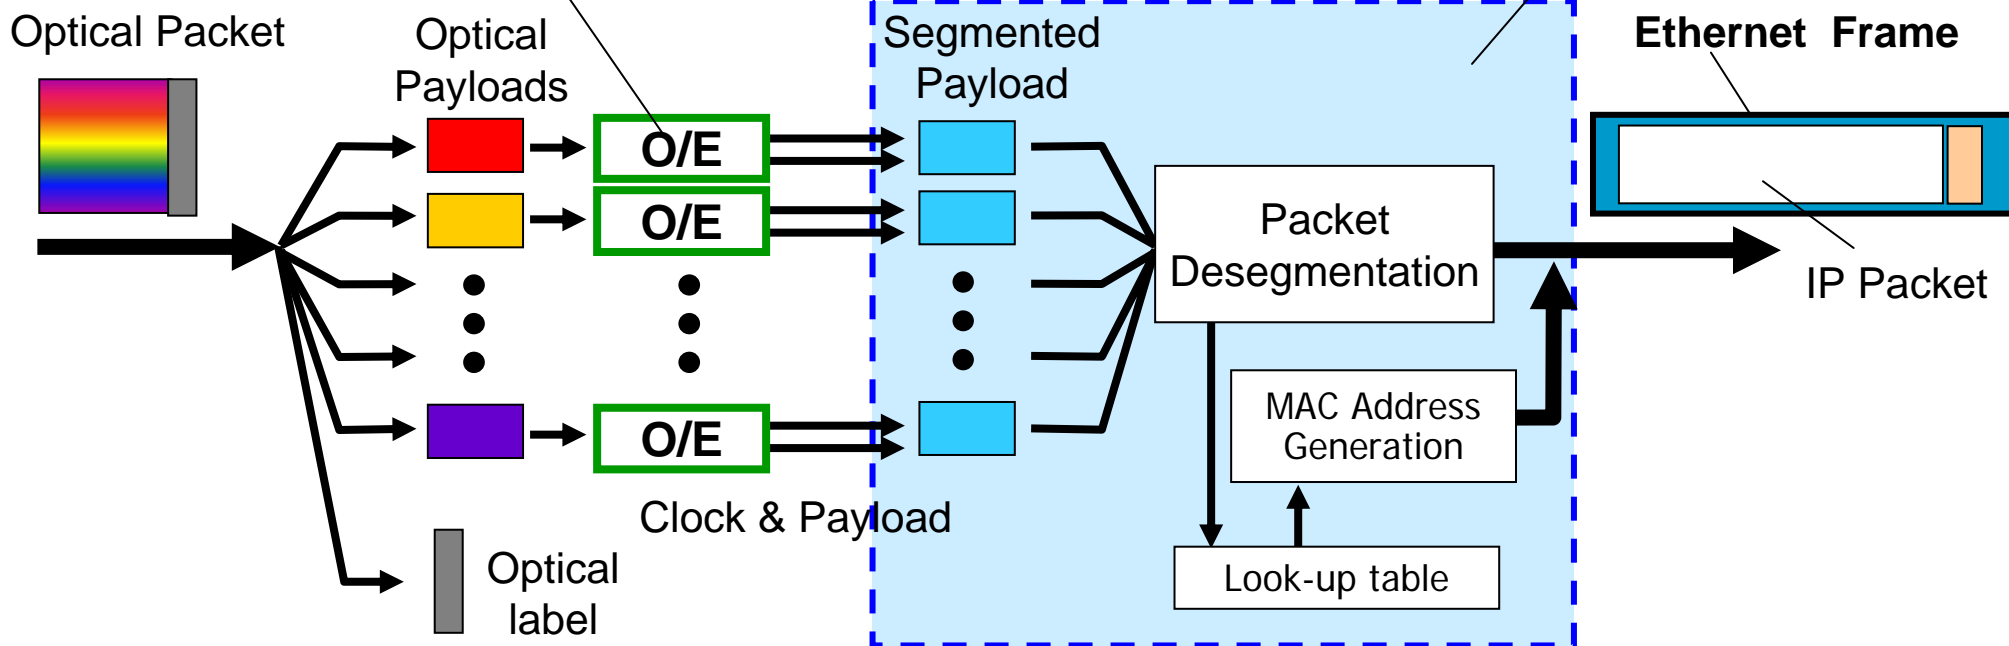 Optical Packet
Optical
Payloads
Segmented
Payload
Ethernet Frame
O/E
O/E
O/E
Packet
Desegmentation
IP Packet
MAC Address
Generation
Clock & Payload
Look-up table
Optical
label